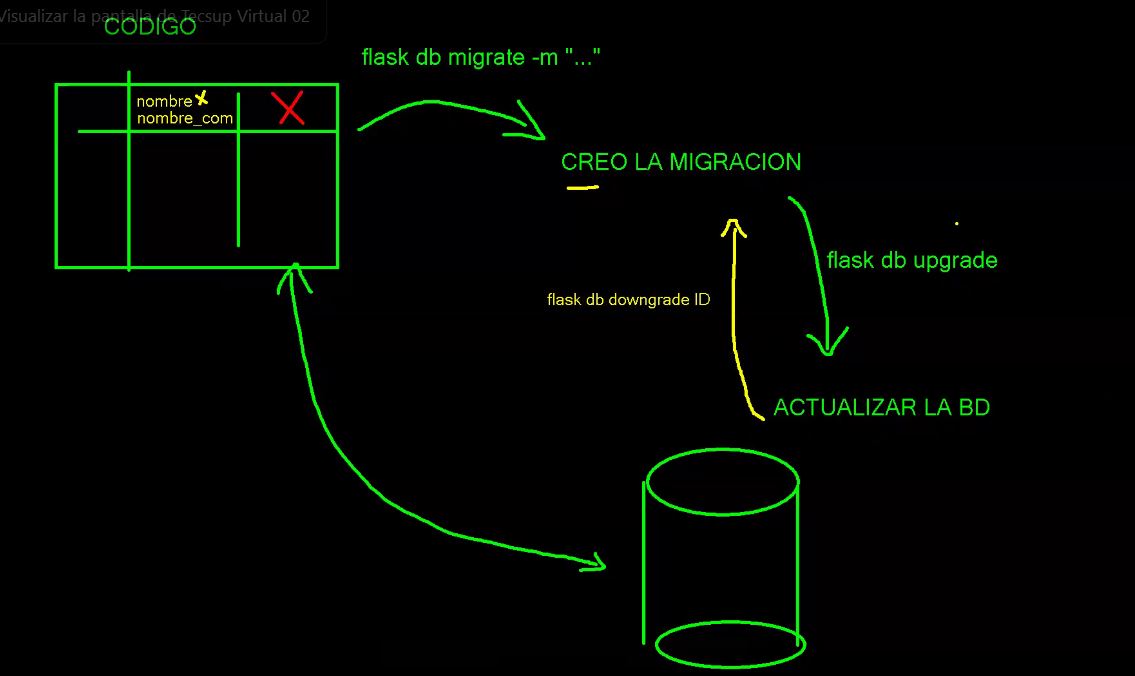 Visualizar la pantalla de Tecsup Virtual 02
CODIGO
flask db migrate -m "..."
nombre
nombre_com
CREO LA MIGRACION
flask db upgrade
flask db downgrade ID
ACTUALIZAR LA BD